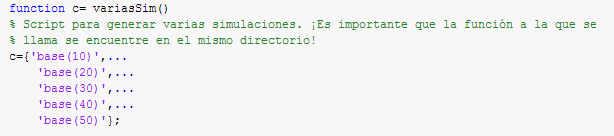 function c= variasSim()
% Script para generar varias simulaciones. ¡Es importante que la función a la que se
% llama se encuentre en el mismo directorio!
c={'base(10)',...
'base(20)',...
'base(30)',...
'base(40)',...
'base(50)'};